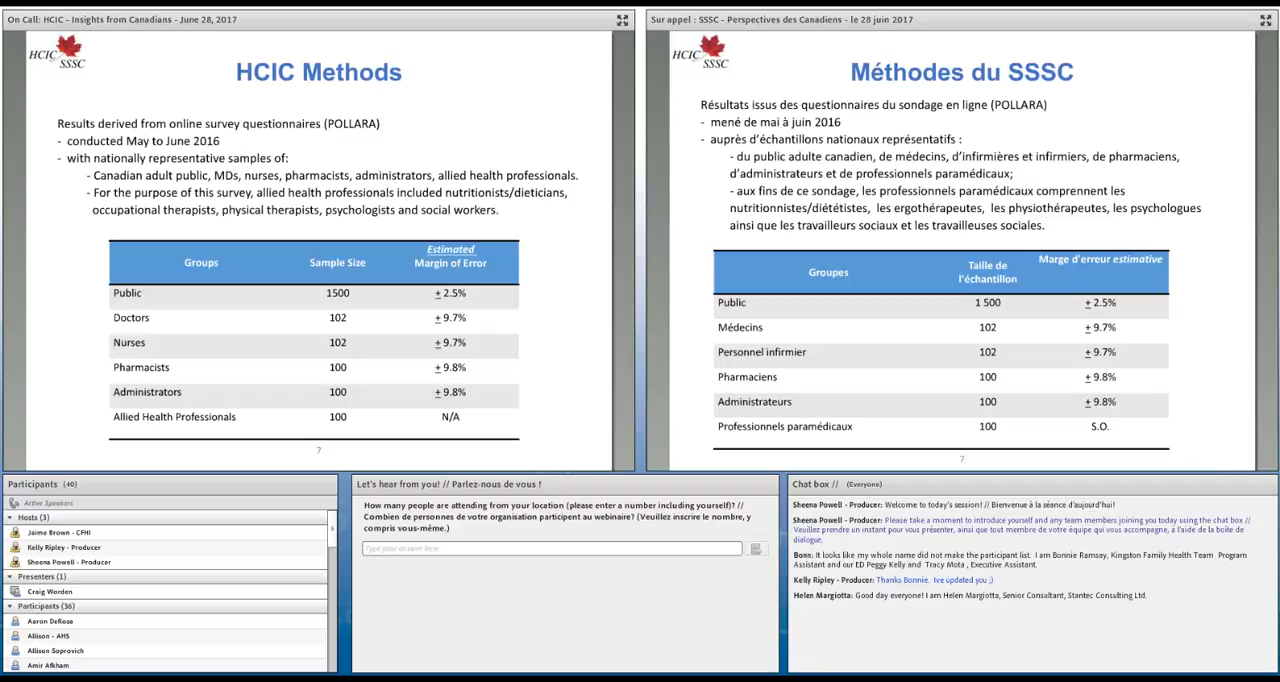 On Call: HCIC - Insights from Canadians - June 28, 2017
HCIC
SSSC
HCIC Methods
Results derived from online survey questionnaires (POLLARA)
- conducted May to June 2016
- with nationally representative samples of:
- Canadian adult public, MDs, nurses, pharmacists, administrators, allied health professionals.
- For the purpose of this survey, allied health professionals included nutritionists/dieticians,
occupational therapists, physical therapists, psychologists and social workers.
Groups Sample Size Estimated Margin of Error
Public 1500 ± 2.5%
Doctors 102 ± 9.7%
Nurses 102 ± 9.7%
Pharmacists 100 ± 9.8%
Administrators 100 ± 9.8%
Allied Health Professionals 100 N/A
7
Sur appel : SSSC - Perspectives des Canadiens - le 28 juin 2017
HCIC
SSSC
Méthodes du SSSC
Résultats issus des questionnaires du sondage en ligne (POLLARA)
- mené de mai à juin 2016
- auprès d'échantillons nationaux représentatifs :
- du public adulte canadien, de médecins, d'infirmières et infirmiers, de pharmaciens,
d'administrateurs et de professionnels paramédicaux;
- aux fins de ce sondage, les professionnels paramédicaux comprennent les
nutritionnistes/diététistes, les ergothérapeutes, les physiothérapeutes, les psychologues
ainsi que les travailleurs sociaux et les travailleuses sociales.
Groupes Taille de l'échantillon Marge d'erreur estimative
Public 1 500 ± 2.5%
Médecins 102 ± 9.7%
Personnel infirmier 102 ± 9.7%
Pharmaciens 100 ± 9.8%
Administrateurs 100 ± 9.8%
Professionnels paramédicaux 100 S.O.
7
Participants (40)
Active Speakers
Hosts (3)
Jaime Brown - CFHI
Kelly Ripley - Producer
Sheena Powell - Producer
Presenters (1)
Craig Worden
Participants (36)
Aaron DeRosa
Allison - AHS
Allison Soprovich
Amir Afkham
Let's hear from you! // Parlez-nous de vous !
How many people are attending from your location (please enter a number including yourself)? //
Combien de personnes de votre organisation participent au webinaire? (Veuillez inscrire le nombre, y
compris vous-même.)
Type your answer here
Chat box // (Everyone)
Sheena Powell - Producer: Welcome to today's session! // Bienvenue à la séance d'aujourd'hui!
Sheena Powell - Producer: Please take a moment to introduce yourself and any team members joining you today using the chat box //
Veuillez prendre un instant pour vous présenter, ainsi que tout membre de votre équipe qui vous accompagne, à l'aide de la boîte de
dialogue.
Bonn: It looks like my whole name did not make the participant list. I am Bonnie Ramsay, Kingston Family Health Team Program
Assistant and our ED Peggy Kelly and Tracy Mota , Executive Assistant.
Kelly Ripley - Producer: Thanks Bonnie. Ive updated you ;)
Helen Margiotta: Good day everyone! I am Helen Margiotta, Senior Consultant, Stantec Consulting Ltd.